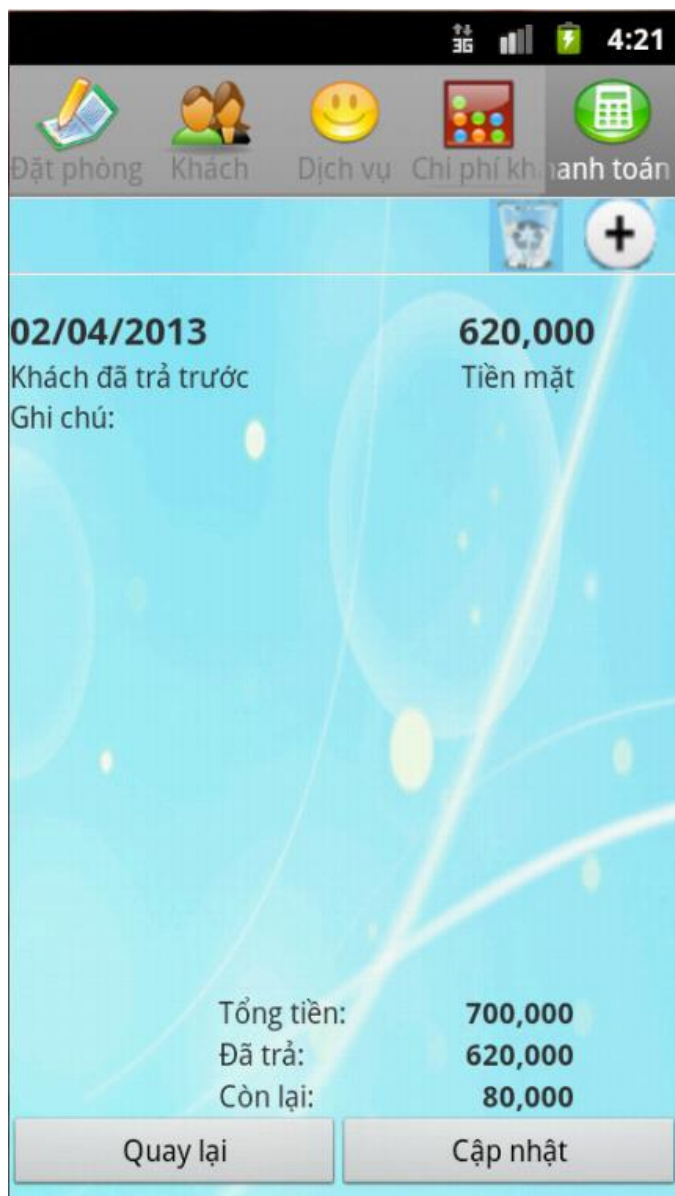 3G 4:21
Đặt phòng Khách Dịch vụ Chi phí kh anh toán
02/04/2013 620,000
Khách đã trả trước Tiền mặt
Ghi chú:
Tổng tiền: 700,000
Đã trả: 620,000
Còn lại: 80,000
Quay lại Cập nhật